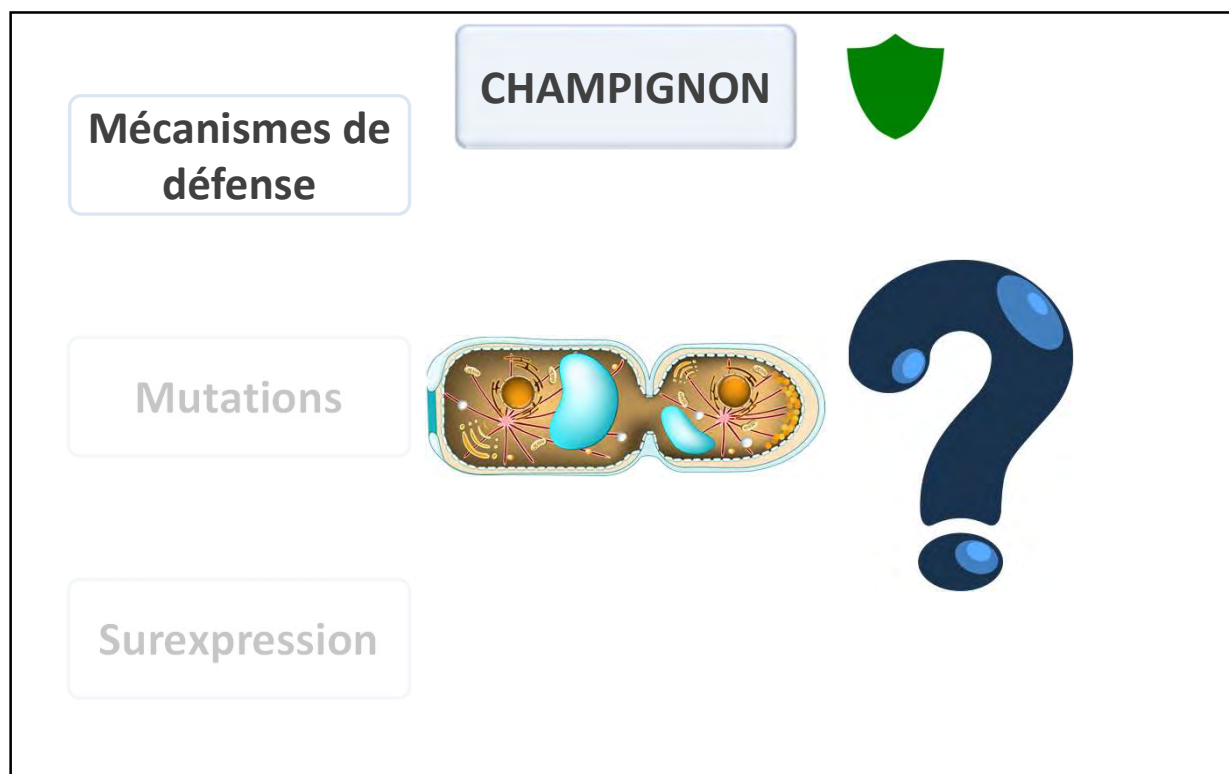 CHAMPIGNON
Mécanismes de
défense
Mutations
Surexpression